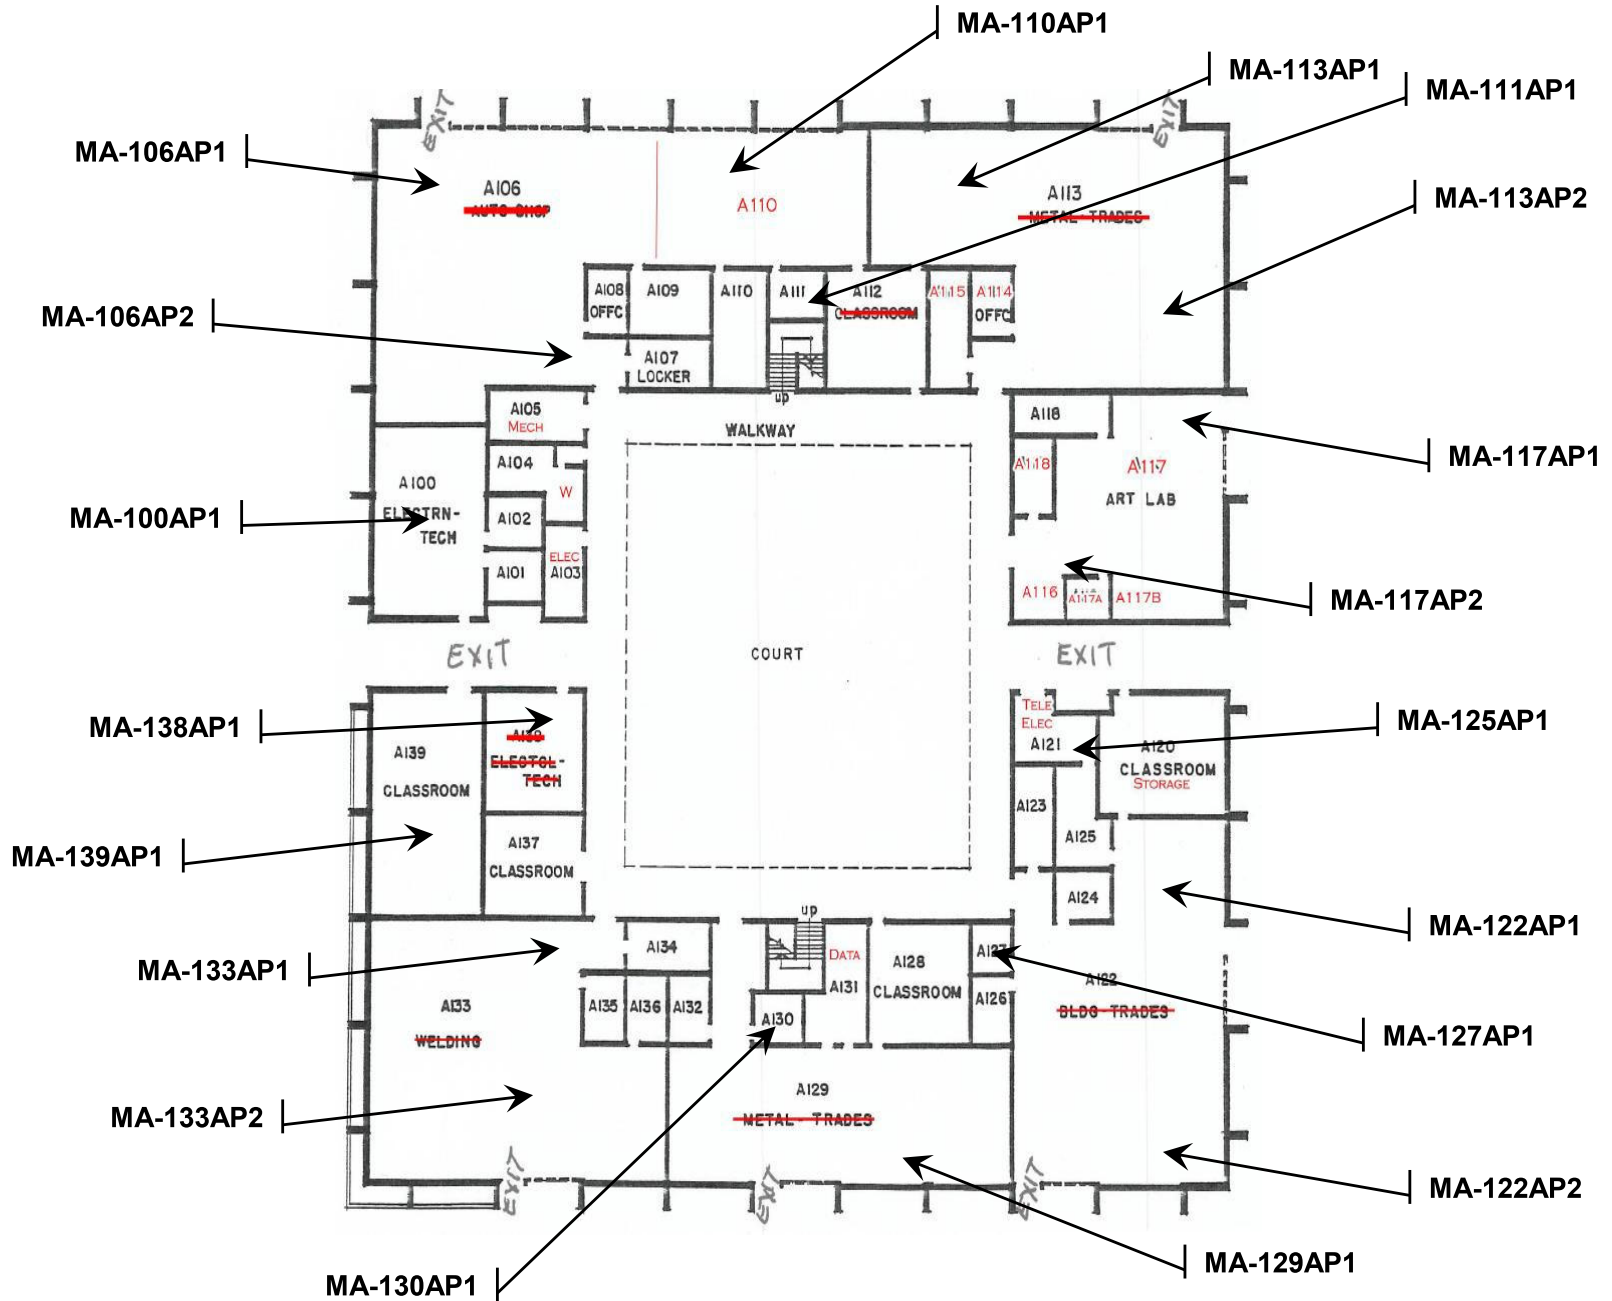 MA-110AP1
MA-113AP1
MA-111AP1
MA-106AP1
MA-113AP2
MA-106AP2
MA-117AP1
MA-100AP1
MA-117AP2
MA-138AP1
MA-125AP1
MA-139AP1
MA-122AP1
MA-133AP1
MA-127AP1
MA-133AP2
MA-122AP2
MA-129AP1
MA-130AP1
EXIT
EXIT
A106
AUTO SHOP
A110
A113
METAL TRADES
A108
OFFC
A109
A110
A111
A112
CLASSROOM
A115
A114
OFFC
A107
LOCKER
up
A105
MECH
WALKWAY
A118
A104
W
A118
A117
ART LAB
A100
ELECTRN-
TECH
A102
ELEC
A101
A103
A116
A117A
A117B
EXIT
COURT
EXIT
TELE
ELEC
A121
A120
CLASSROOM
STORAGE
A139
CLASSROOM
A138
ELECTCL-
TECH
A123
A125
A137
CLASSROOM
A124
up
A134
DATA
A131
A128
CLASSROOM
A127
A126
A122
BLDG TRADES
A133
WELDING
A135
A136
A132
A130
A129
METAL TRADES
EXIT
EXIT
EXIT